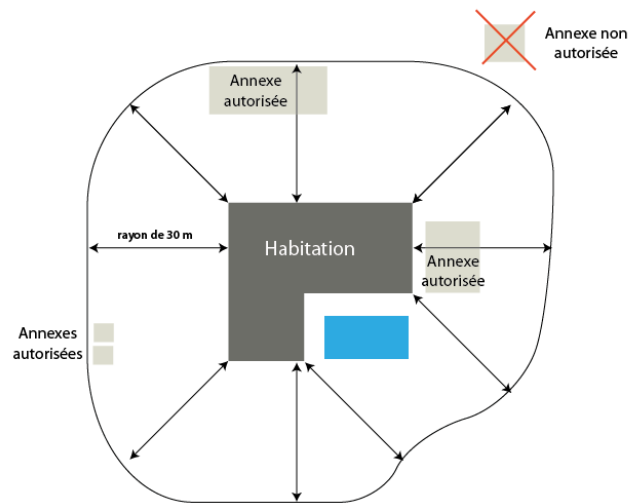 Annexe non
autorisée
Annexe
autorisée
rayon de 30 m
Habitation
Annexe
autorisée
Annexes
autorisées